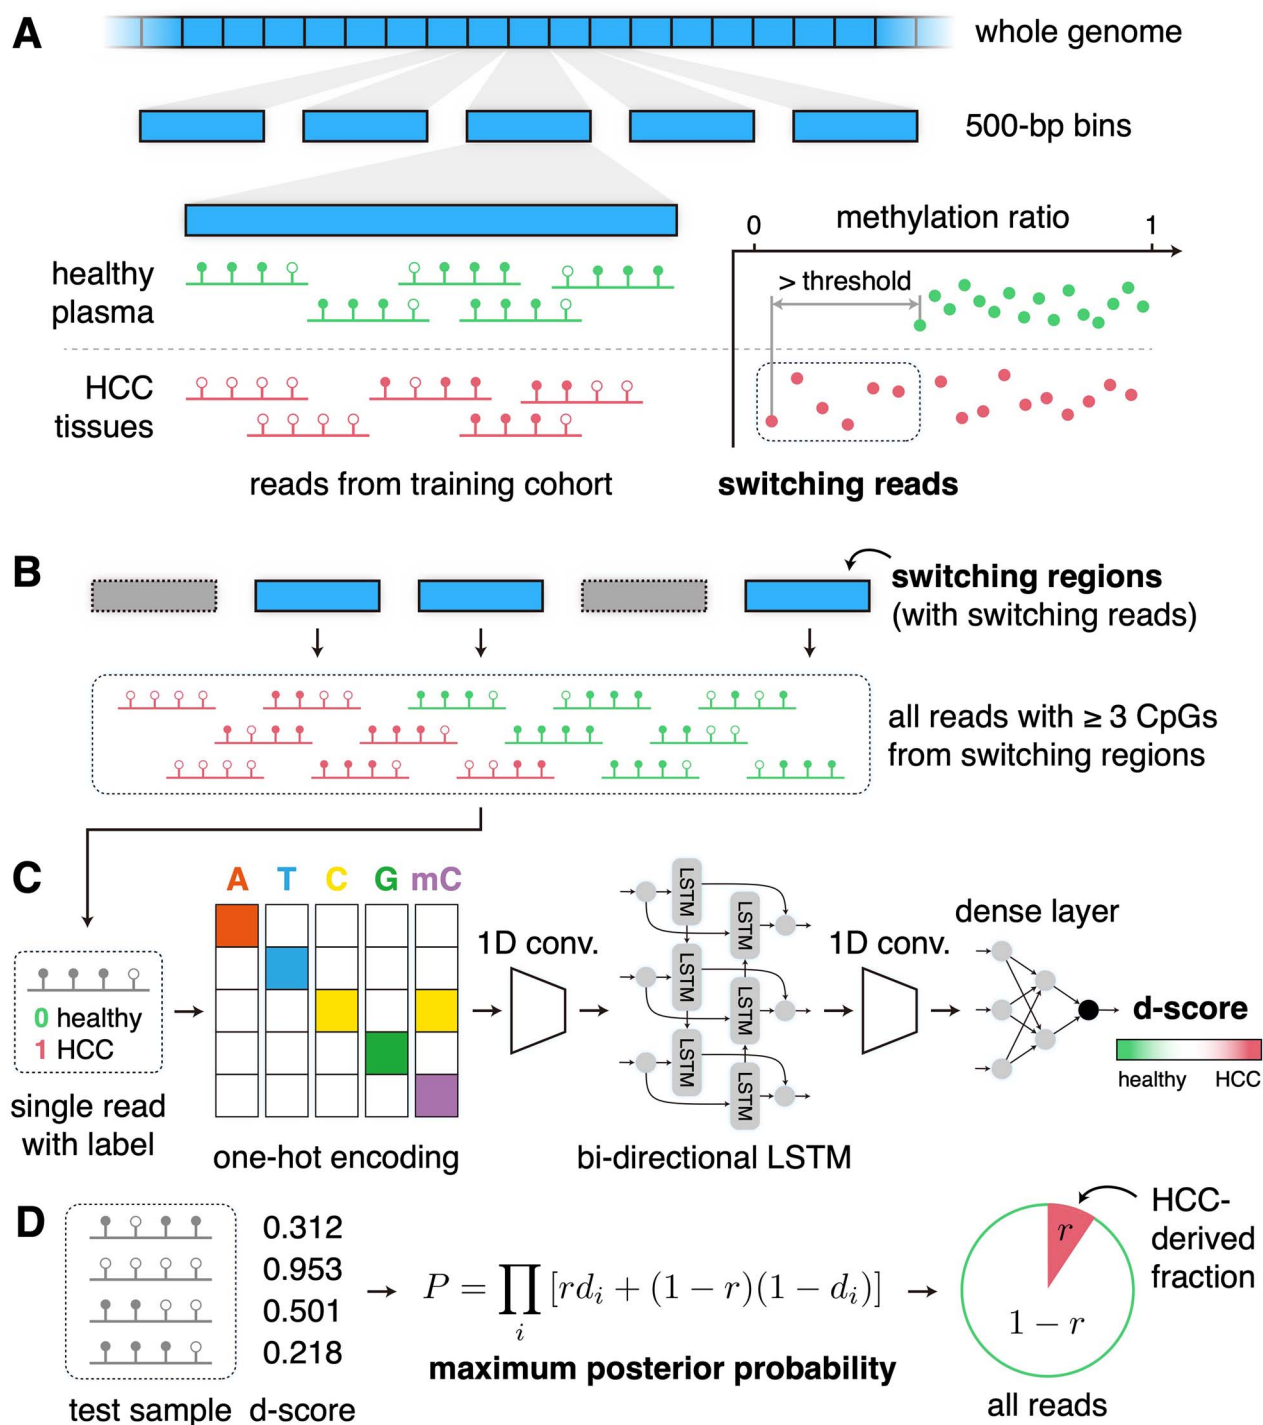 A
whole genome
500-bp bins
0 methylation ratio 1
> threshold
healthy
plasma
HCC
tissues
reads from training cohort
switching reads
B
switching regions
(with switching reads)
all reads with ≥ 3 CpGs
from switching regions
C
A T C G mC
0 healthy
1 HCC
single read
with label
one-hot encoding
1D conv.
LSTM
LSTM
LSTM
LSTM
LSTM
LSTM
bi-directional LSTM
1D conv.
dense layer
d-score
healthy HCC
D
0.312
0.953
0.501
0.218
test sample d-score
P = ∏ᵢ [rdᵢ + (1 − r)(1 − dᵢ)]
maximum posterior probability
r
1 − r
HCC-
derived
fraction
all reads